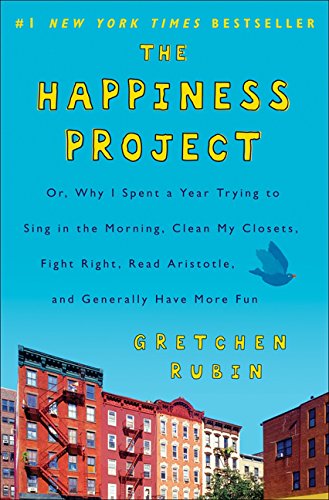 #1 NEW YORK TIMES BESTSELLER
THE
HAPPINESS
PROJECT
Or, Why I Spent a Year Trying to
Sing in the Morning, Clean My Closets,
Fight Right, Read Aristotle,
and Generally Have More Fun
GRETCHEN
RUBIN